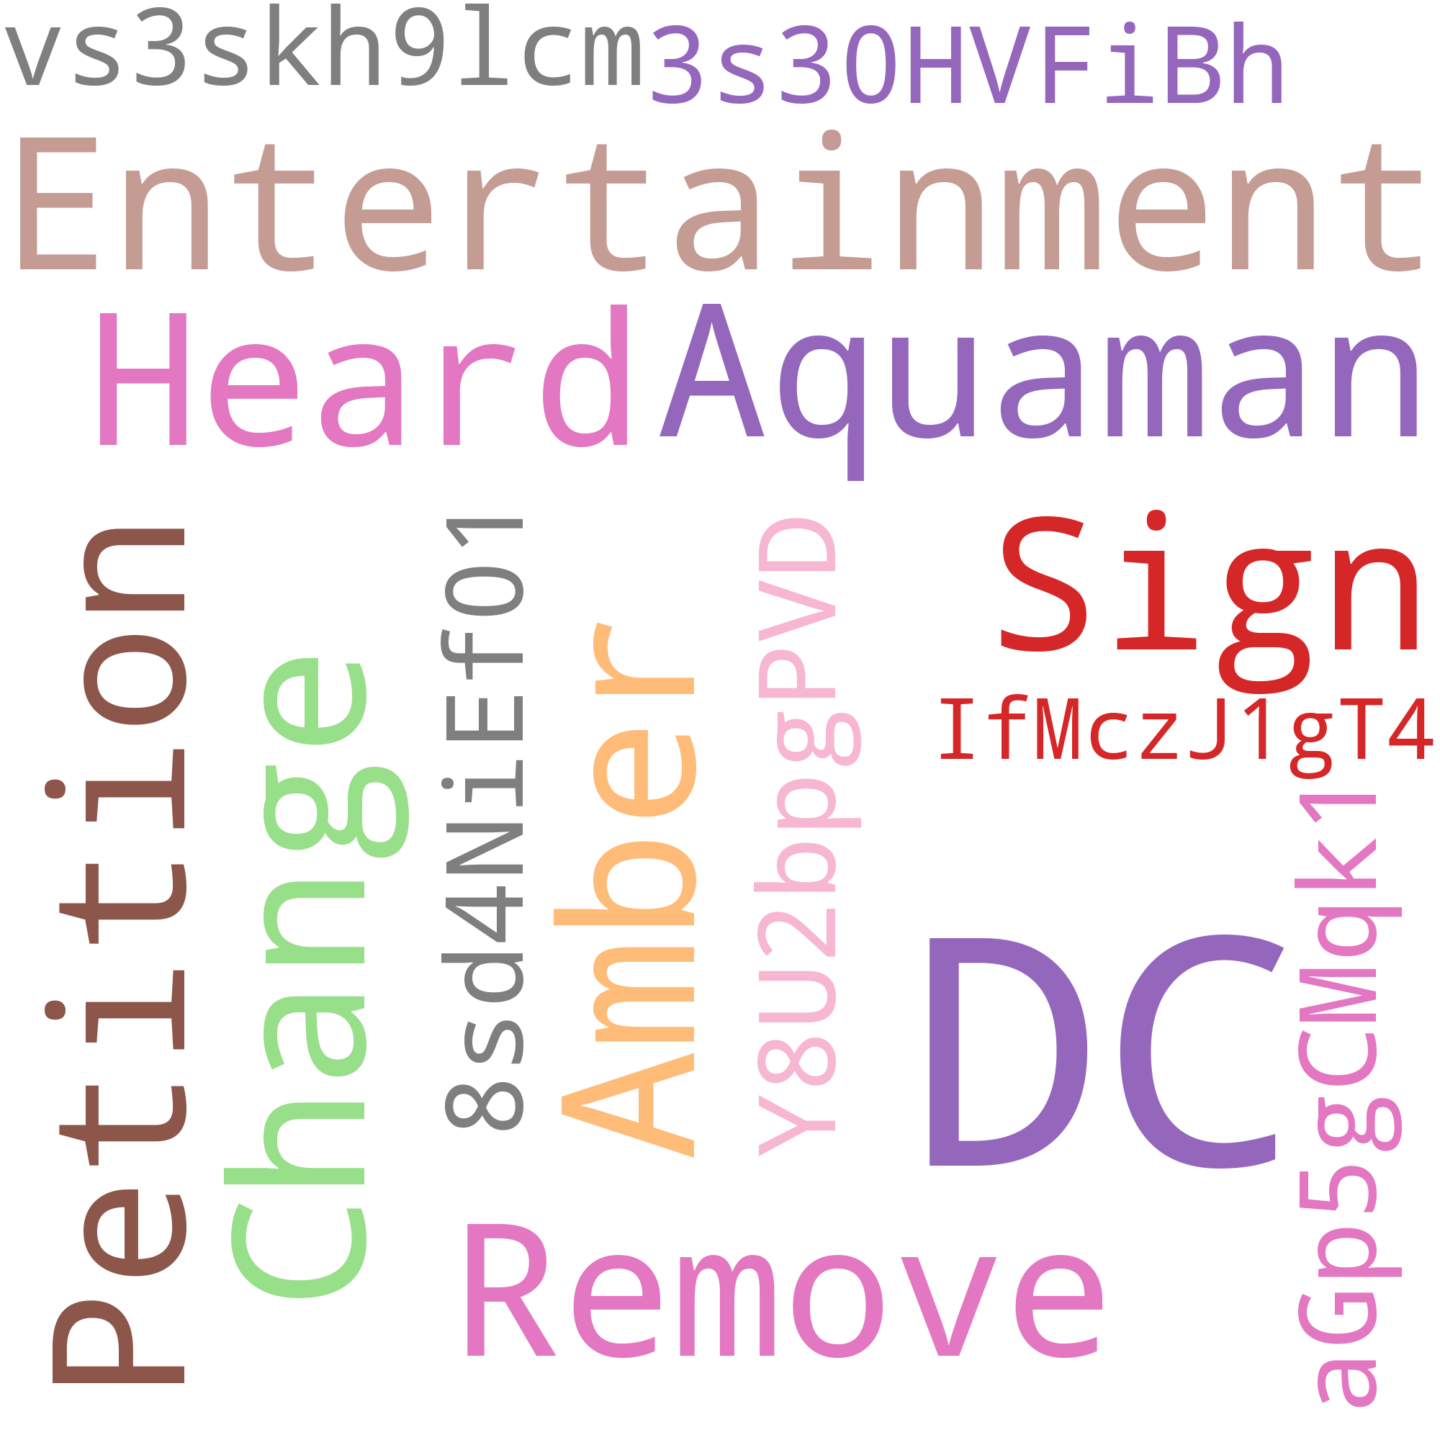 vs3skh9lcm
3s30HVFiBh
Entertainment
Heard
Aquaman
Petition
Change
8sd4NiEf01
Amber
Y8U2bpgPVD
Sign
IfMczJ1gT4
DC
aGp5gCMqk1
Remove